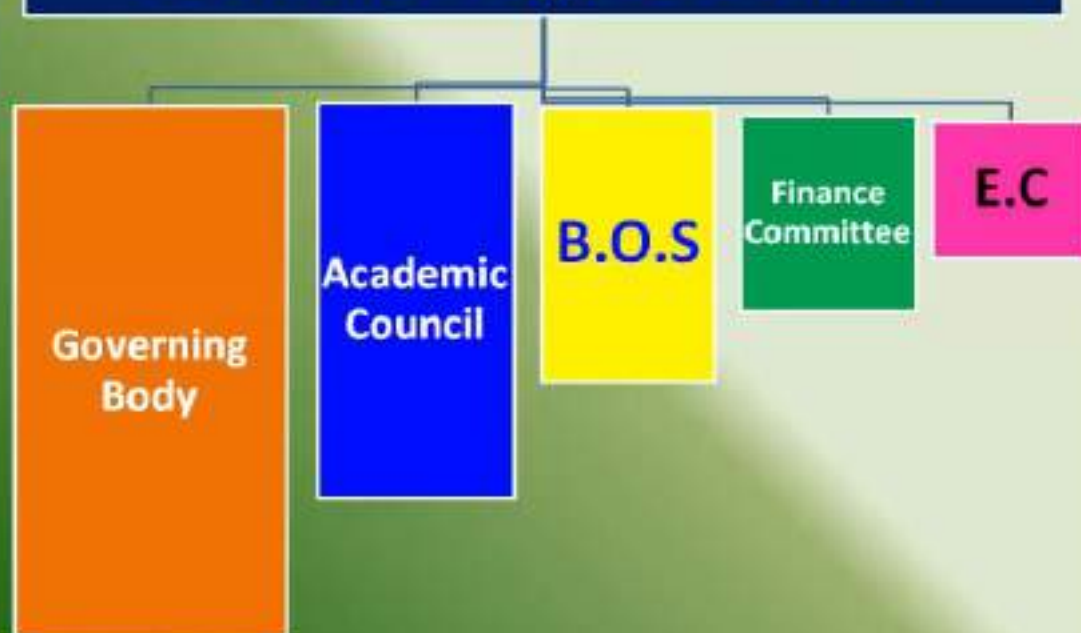 Governing
Body
Academic
Council
B.O.S
Finance
Committee
E.C